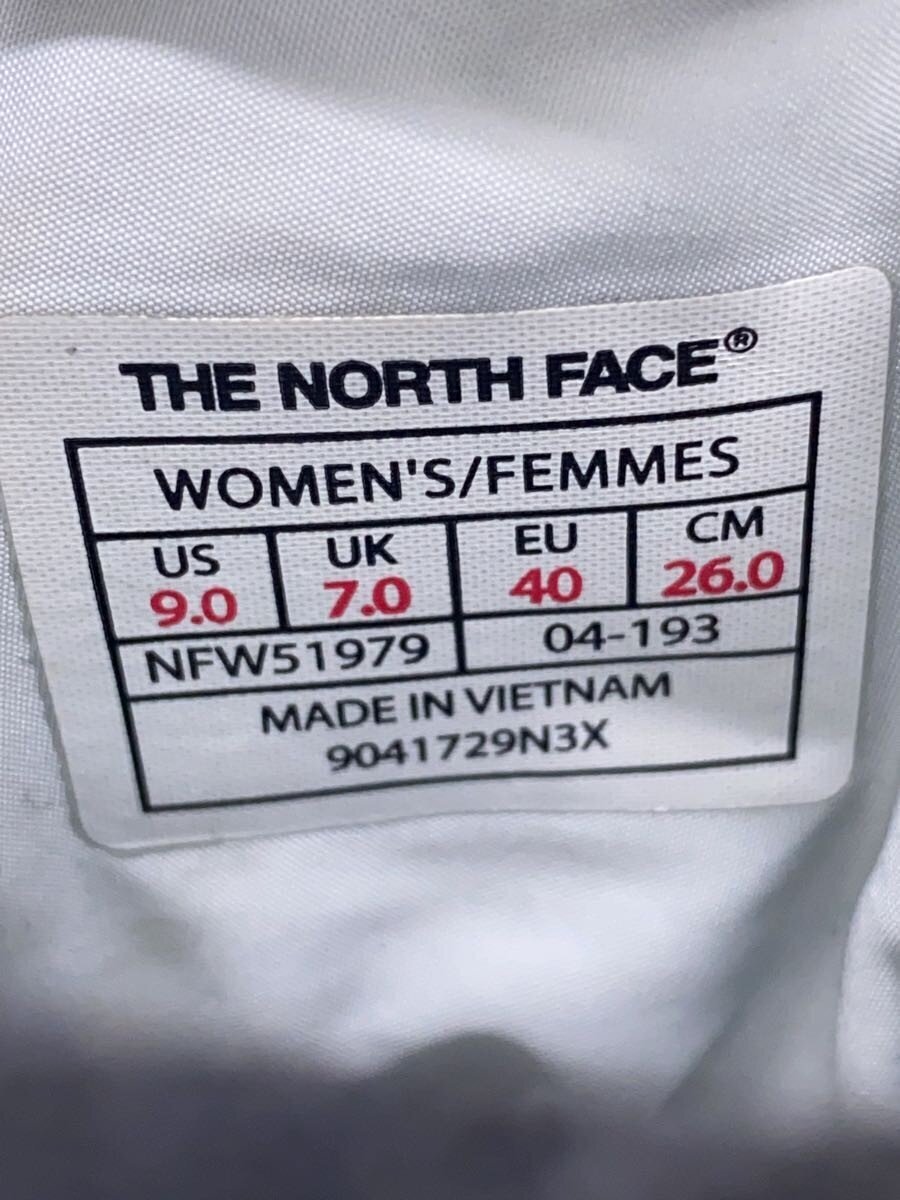 THE NORTH FACE®
WOMEN'S/FEMMES
US UK EU CM
9.0 7.0 40 26.0
NFW51979 04-193
MADE IN VIETNAM
9041729N3X